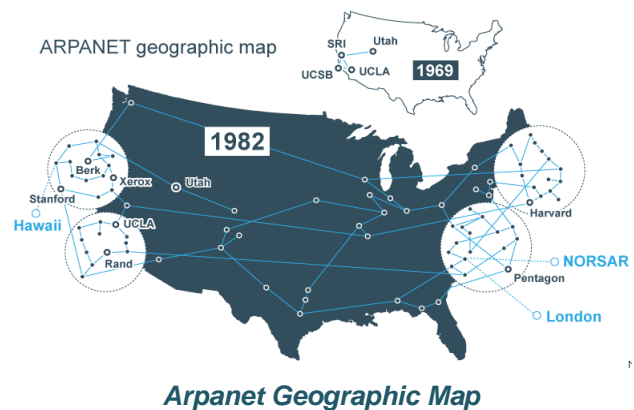 ARPANET geographic map
SRI
Utah
UCSB
UCLA
1969
1982
Berk
Xerox
Utah
Stanford
Hawaii
UCLA
Rand
Harvard
NORSAR
Pentagon
London
N
Arpanet Geographic Map